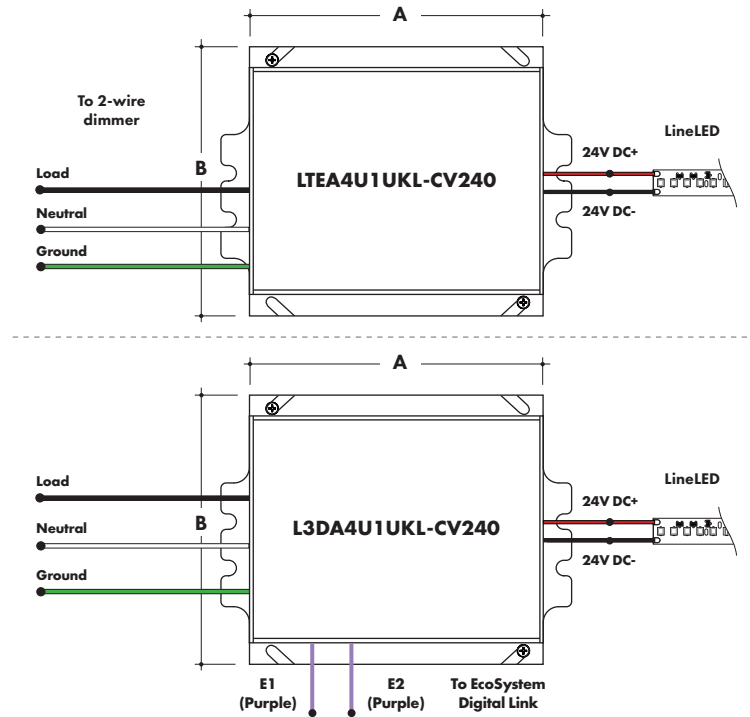 A
To 2-wire
dimmer
LineLED
24V DC+
B
LTEA4U1UKL-CV240
Load
24V DC-
Neutral
Ground
A
Load
LineLED
24V DC+
Neutral
B
L3DA4U1UKL-CV240
24V DC-
Ground
E1
(Purple)
E2
(Purple)
To EcoSystem
Digital Link